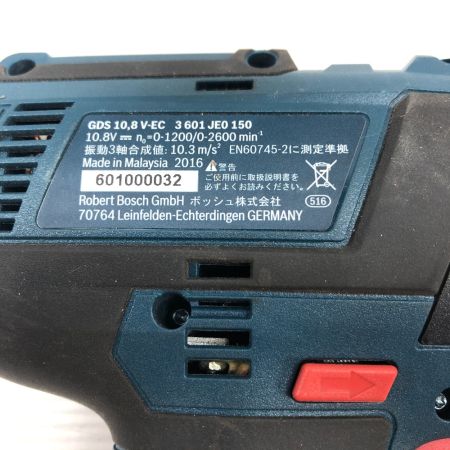 GDS 10,8 V-EC 3 601 JE0 150
10.8V⎓ n₀=0-1200/0-2600 min⁻¹
振動3軸合成値: 10.3 m/s² EN60745-2に測定準拠
Made in Malaysia 2016 ⚠警告
601000032 使用前に取扱説明書を
必ずよくお読みください。
Robert Bosch GmbH ボッシュ株式会社
70764 Leinfelden-Echterdingen GERMANY
516